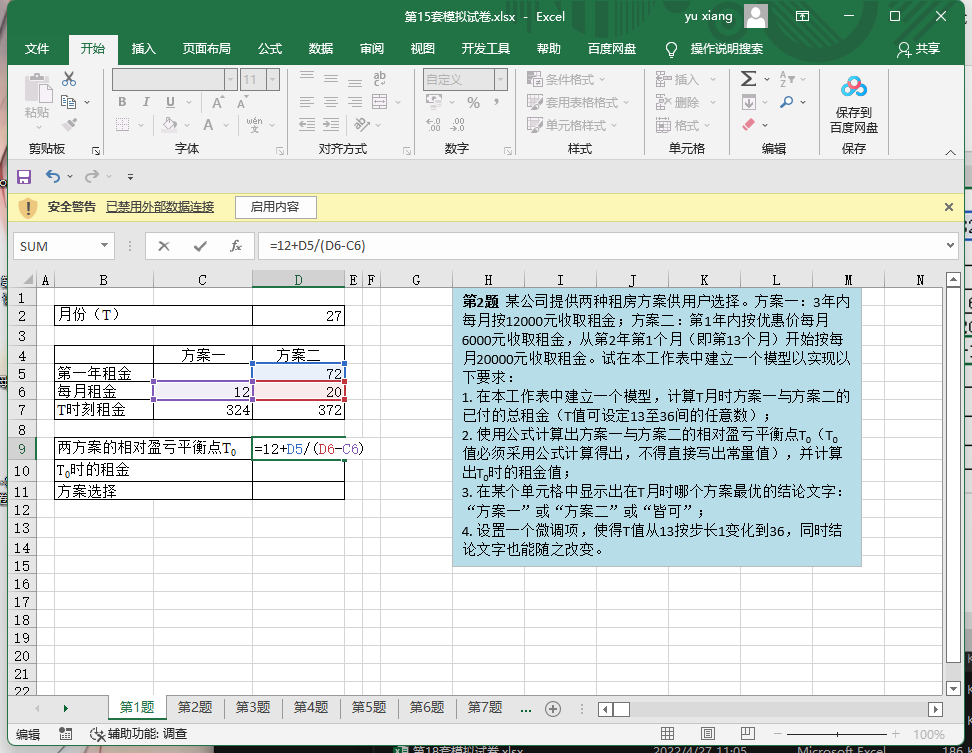 第15套模拟试卷.xlsx - Excel
yu xiang
文件 开始 插入 页面布局 公式 数据 审阅 视图 开发工具 帮助 百度网盘 操作说明搜索 共享
粘贴
剪贴板
11
B I U
A A
wén
文
字体
ab
对齐方式
自定义
% ,
数字
条件格式
套用表格格式
单元格样式
样式
插入
删除
格式
单元格
编辑
保存到
百度网盘
保存
安全警告 已禁用外部数据连接 启用内容
SUM
fx
=12+D5/(D6-C6)
A B C D E F G H I J K L M N
1
2 月份（T） 27
3
4 方案一 方案二
5 第一年租金 72
6 每月租金 12 20
7 T时刻租金 324 372
8
9 两方案的相对盈亏平衡点T0 =12+D5/(D6-C6)
10 T0时的租金
11 方案选择
12
13
14
15
16
17
18
19
20
21
22
第2题 某公司提供两种租房方案供用户选择。方案一：3年内
每月按12000元收取租金；方案二：第1年内按优惠价每月
6000元收取租金，从第2年第1个月（即第13个月）开始按每
月20000元收取租金。试在本工作表中建立一个模型以实现以
下要求：
1. 在本工作表中建立一个模型，计算T月时方案一与方案二的
已付的总租金（T值可设定13至36间的任意数）；
2. 使用公式计算出方案一与方案二的相对盈亏平衡点T0（T0
值必须采用公式计算得出，不得直接写出常量值），并计算
出T0时的租金值；
3. 在某个单元格中显示出在T月时哪个方案最优的结论文字：
“方案一”或“方案二”或“皆可”；
4. 设置一个微调项，使得T值从13按步长1变化到36，同时结
论文字也能随之改变。
第1题 第2题 第3题 第4题 第5题 第6题 第7题 ...
编辑 辅助功能: 调查 100%
第18套模拟试卷.xlsx 2022/4/27 11:05 Microsoft Excel 186 K